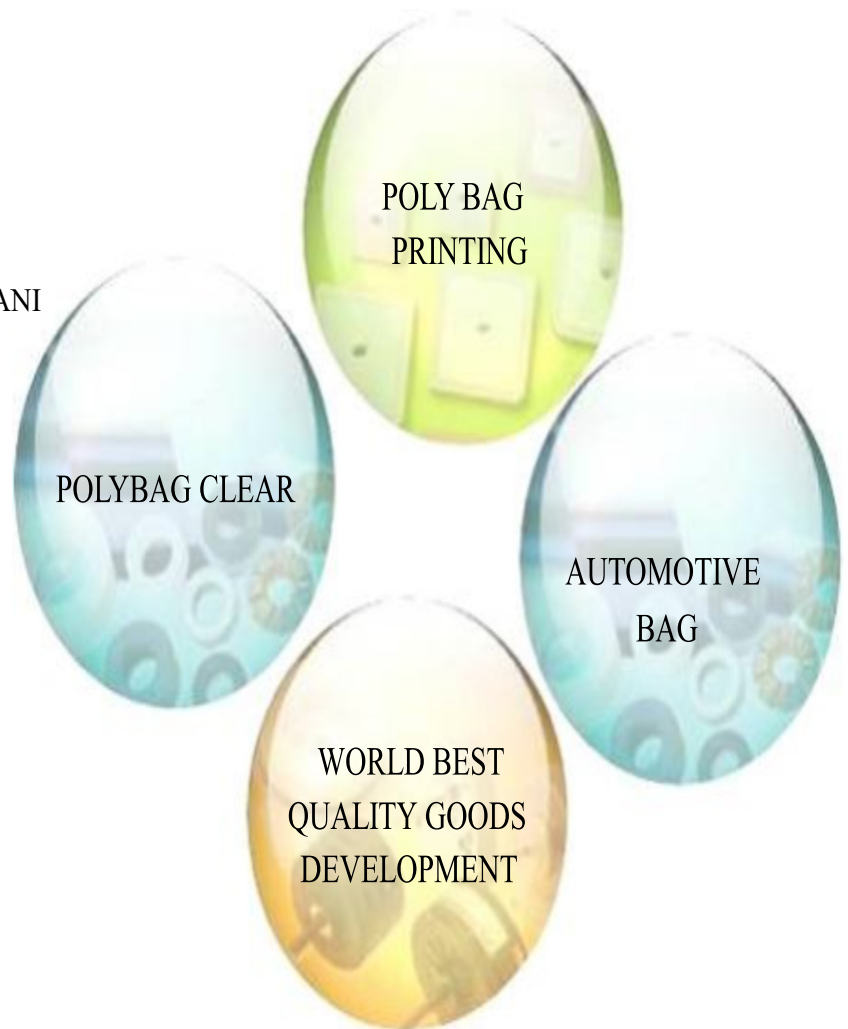 POLY BAG
PRINTING
ANI
POLYBAG CLEAR
AUTOMOTIVE
BAG
WORLD BEST
QUALITY GOODS
DEVELOPMENT